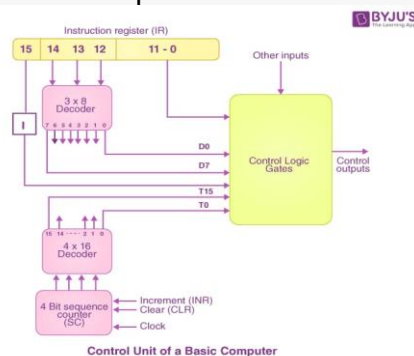 BYJU'S
The Learning App
Instruction register (IR)
15 14 13 12 11 - 0
Other inputs
3 x 8
Decoder
7 6 5 4 3 2 1 0
I
D0
D7
T15
T0
Control Logic
Gates
Control
outputs
15 14 ---- 2 1 0
4 x 16
Decoder
4 Bit sequence
counter
(SC)
Increment (INR)
Clear (CLR)
Clock
Control Unit of a Basic Computer